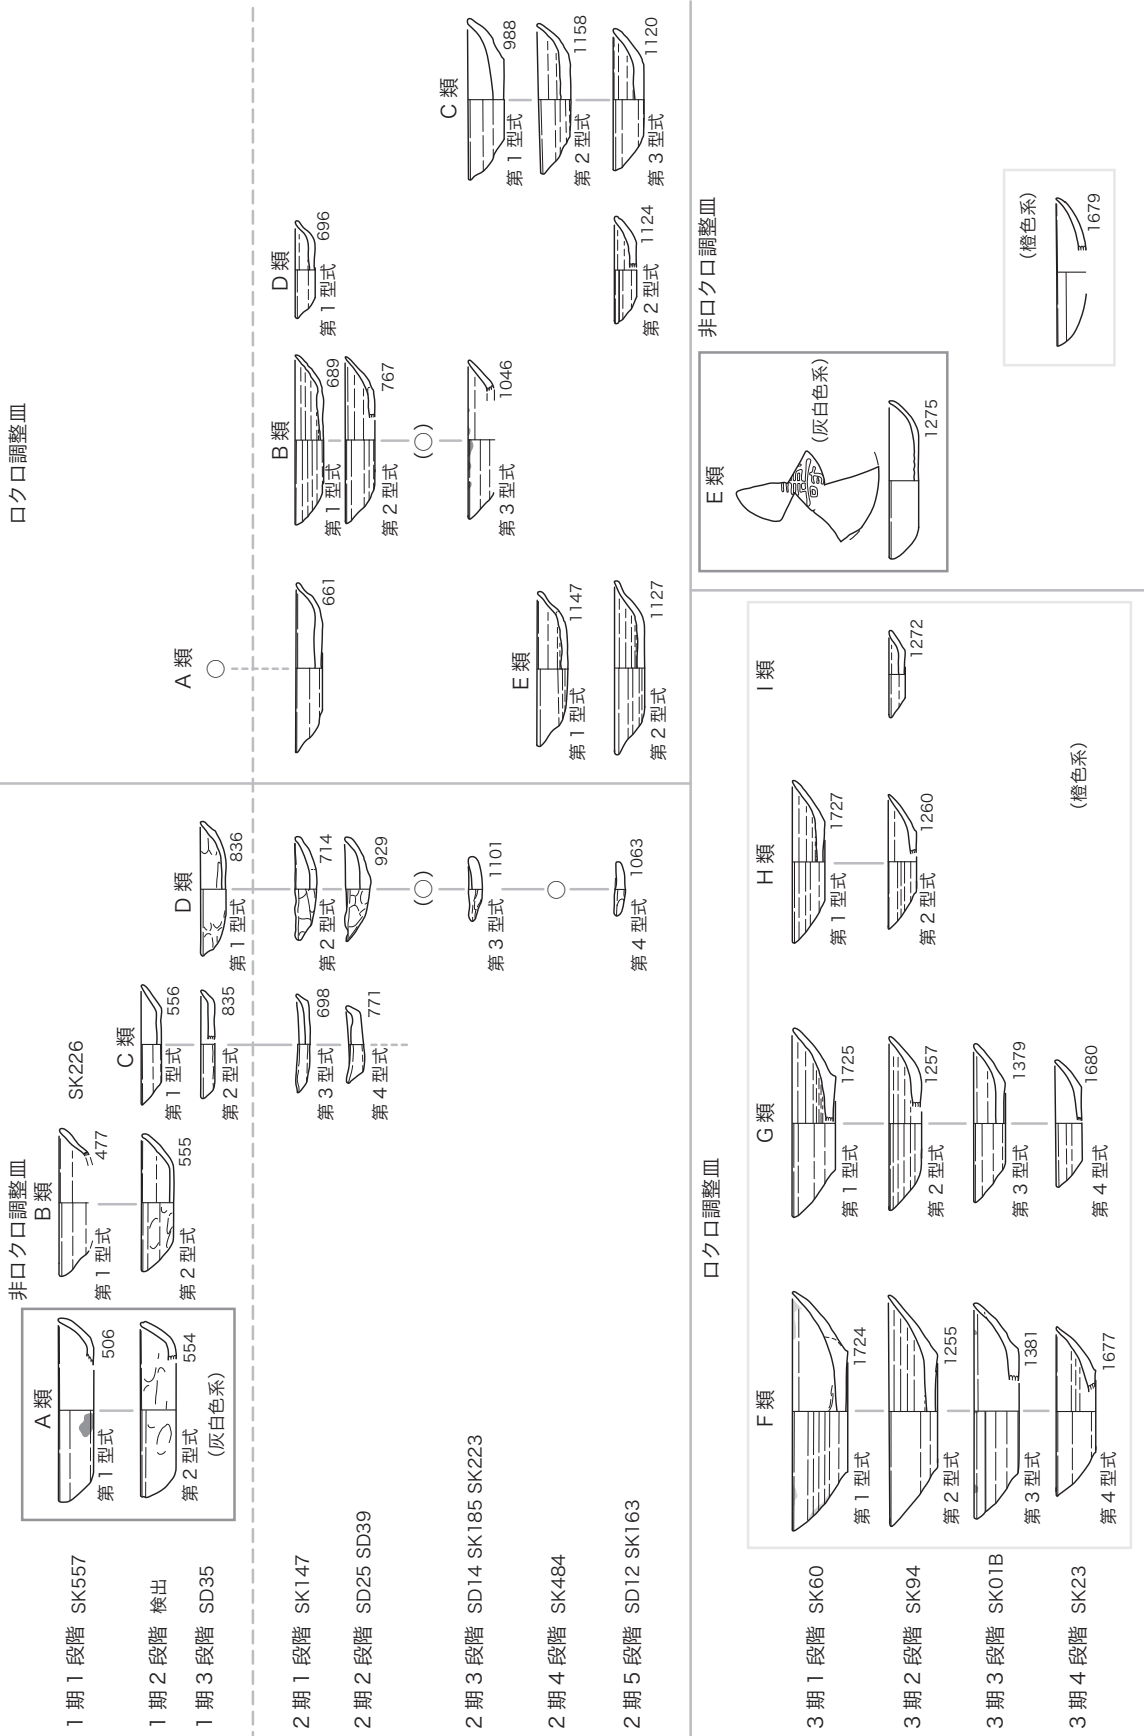 非ロクロ調整皿
ロクロ調整皿
A 類
B 類
SK226
C 類
D 類
A 類
B 類
D 類
C 類
1 期 1 段階 SK557
506
第 1 型式
477
第 1 型式
1 期 2 段階 検出
554
第 2 型式
(灰白色系)
555
第 2 型式
556
第 1 型式
1 期 3 段階 SD35
835
第 2 型式
836
第 1 型式
2 期 1 段階 SK147
698
第 3 型式
714
第 2 型式
661
689
第 1 型式
696
第 1 型式
2 期 2 段階 SD25 SD39
771
第 4 型式
929
767
第 2 型式
( )
( )
2 期 3 段階 SD14 SK185 SK223
1101
第 3 型式
1046
第 3 型式
988
第 1 型式
2 期 4 段階 SK484
E 類
1147
第 1 型式
1158
第 2 型式
2 期 5 段階 SD12 SK163
1063
第 4 型式
1127
第 2 型式
1124
第 2 型式
1120
第 3 型式
ロクロ調整皿
非ロクロ調整皿
F 類
G 類
H 類
I 類
E 類
3 期 1 段階 SK60
1724
第 1 型式
1725
第 1 型式
1727
第 1 型式
(灰白色系)
3 期 2 段階 SK94
1255
第 2 型式
1257
第 2 型式
1260
第 2 型式
1272
1275
3 期 3 段階 SK01B
1381
第 3 型式
1379
第 3 型式
(橙色系)
3 期 4 段階 SK23
1677
第 4 型式
1680
第 4 型式
(橙色系)
1679